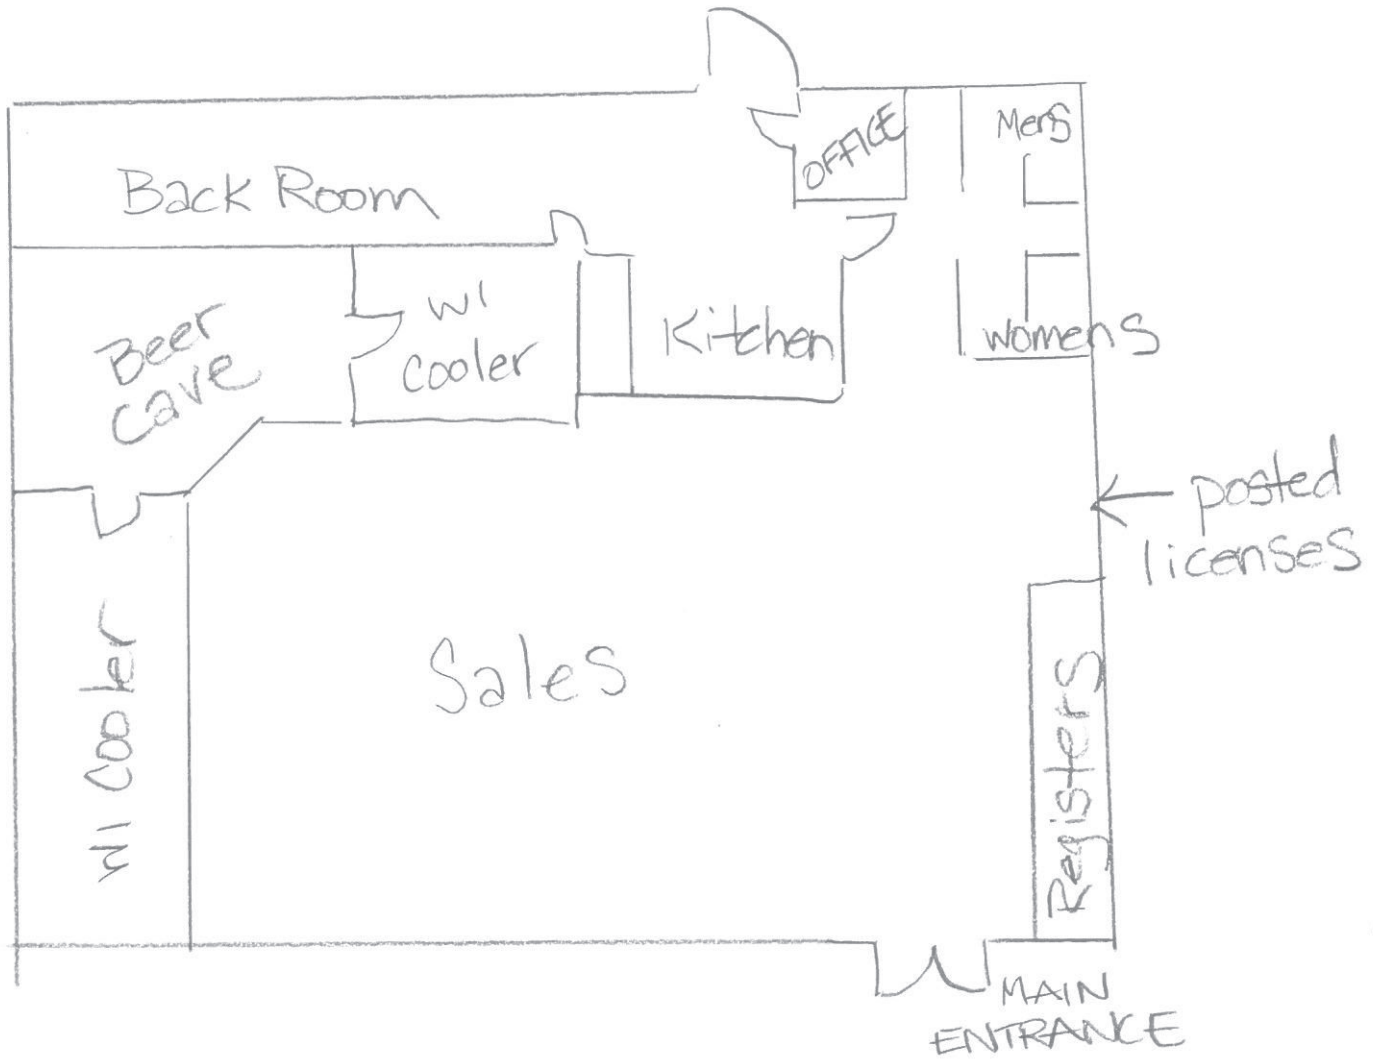 OFFICE
Mens
Back Room
WI
Cooler
Kitchen
Womens
Beer
Cave
posted
licenses
WI Cooler
Sales
Registers
MAIN
ENTRANCE